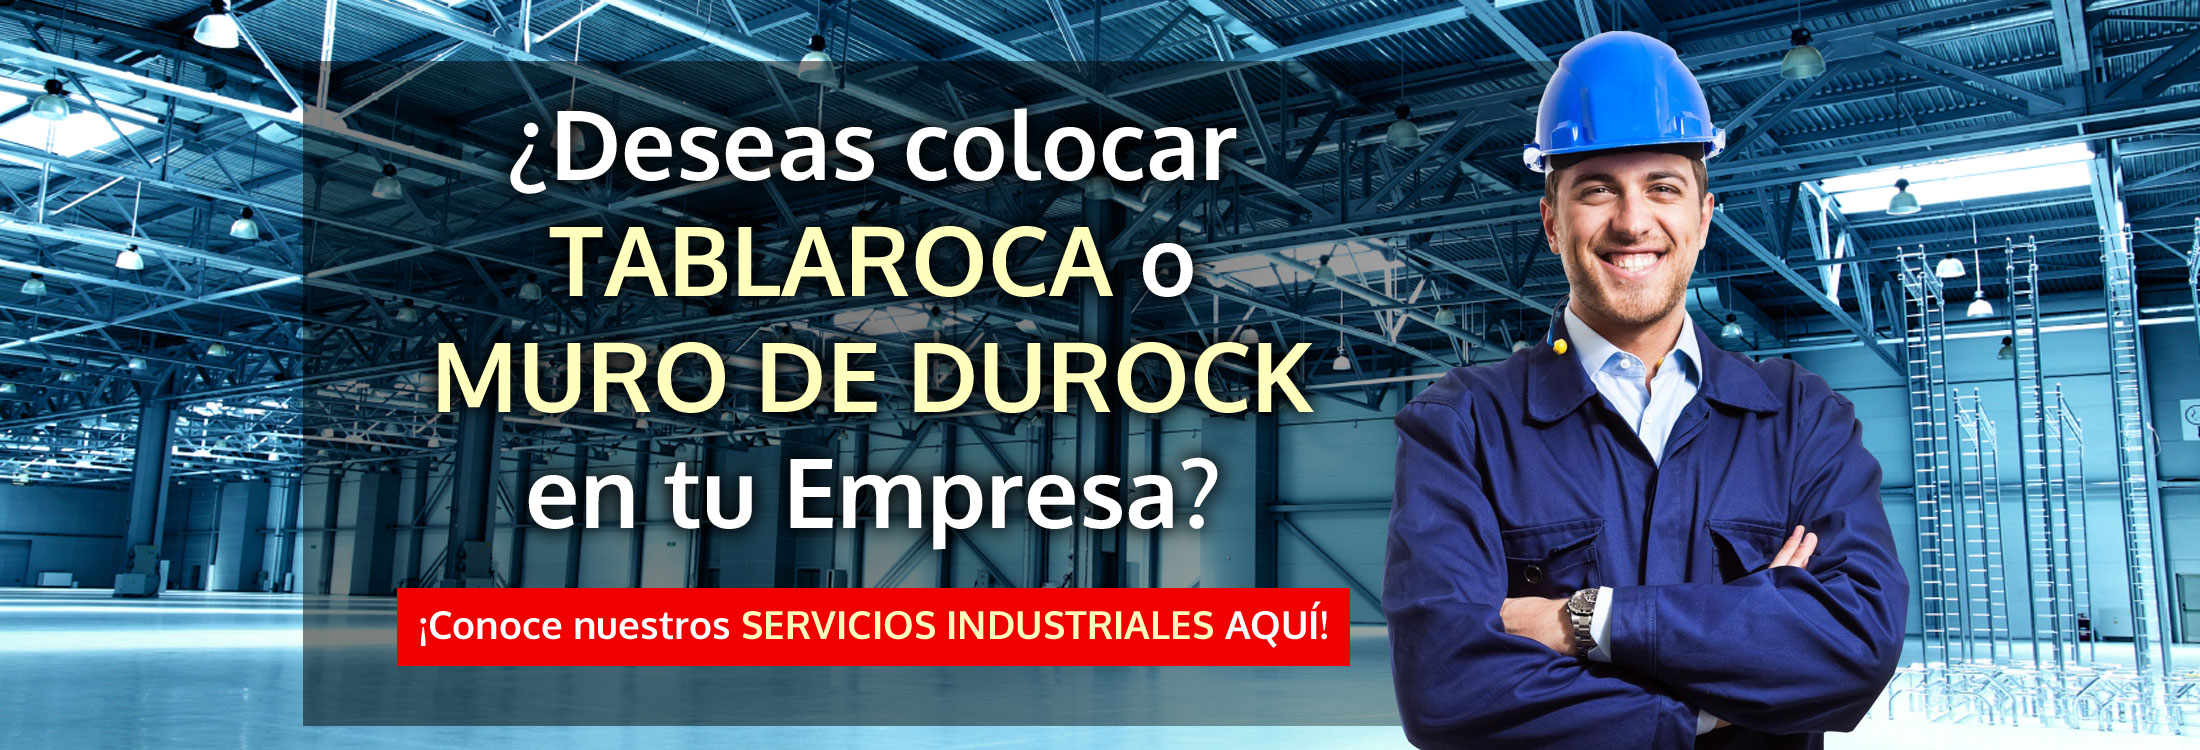 ¿Deseas colocar
TABLAROCA o
MURO DE DUROCK
en tu Empresa?
¡Conoce nuestros SERVICIOS INDUSTRIALES AQUÍ!